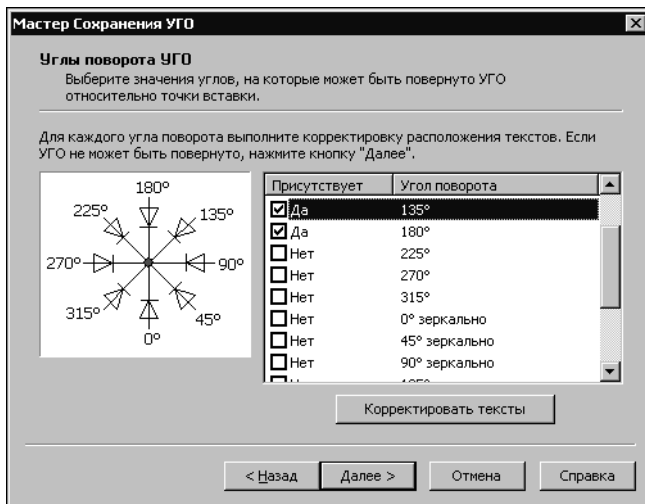 Мастер Сохранения УГО
Углы поворота УГО
Выберите значения углов, на которые может быть повернуто УГО
относительно точки вставки.
Для каждого угла поворота выполните корректировку расположения текстов. Если
УГО не может быть повернуто, нажмите кнопку "Далее".
180°
225° 135°
270° 90°
315° 45°
0°
Присутствует Угол поворота
Да 135°
Да 180°
Нет 225°
Нет 270°
Нет 315°
Нет 0° зеркально
Нет 45° зеркально
Нет 90° зеркально
Корректировать тексты
< Назад Далее > Отмена Справка